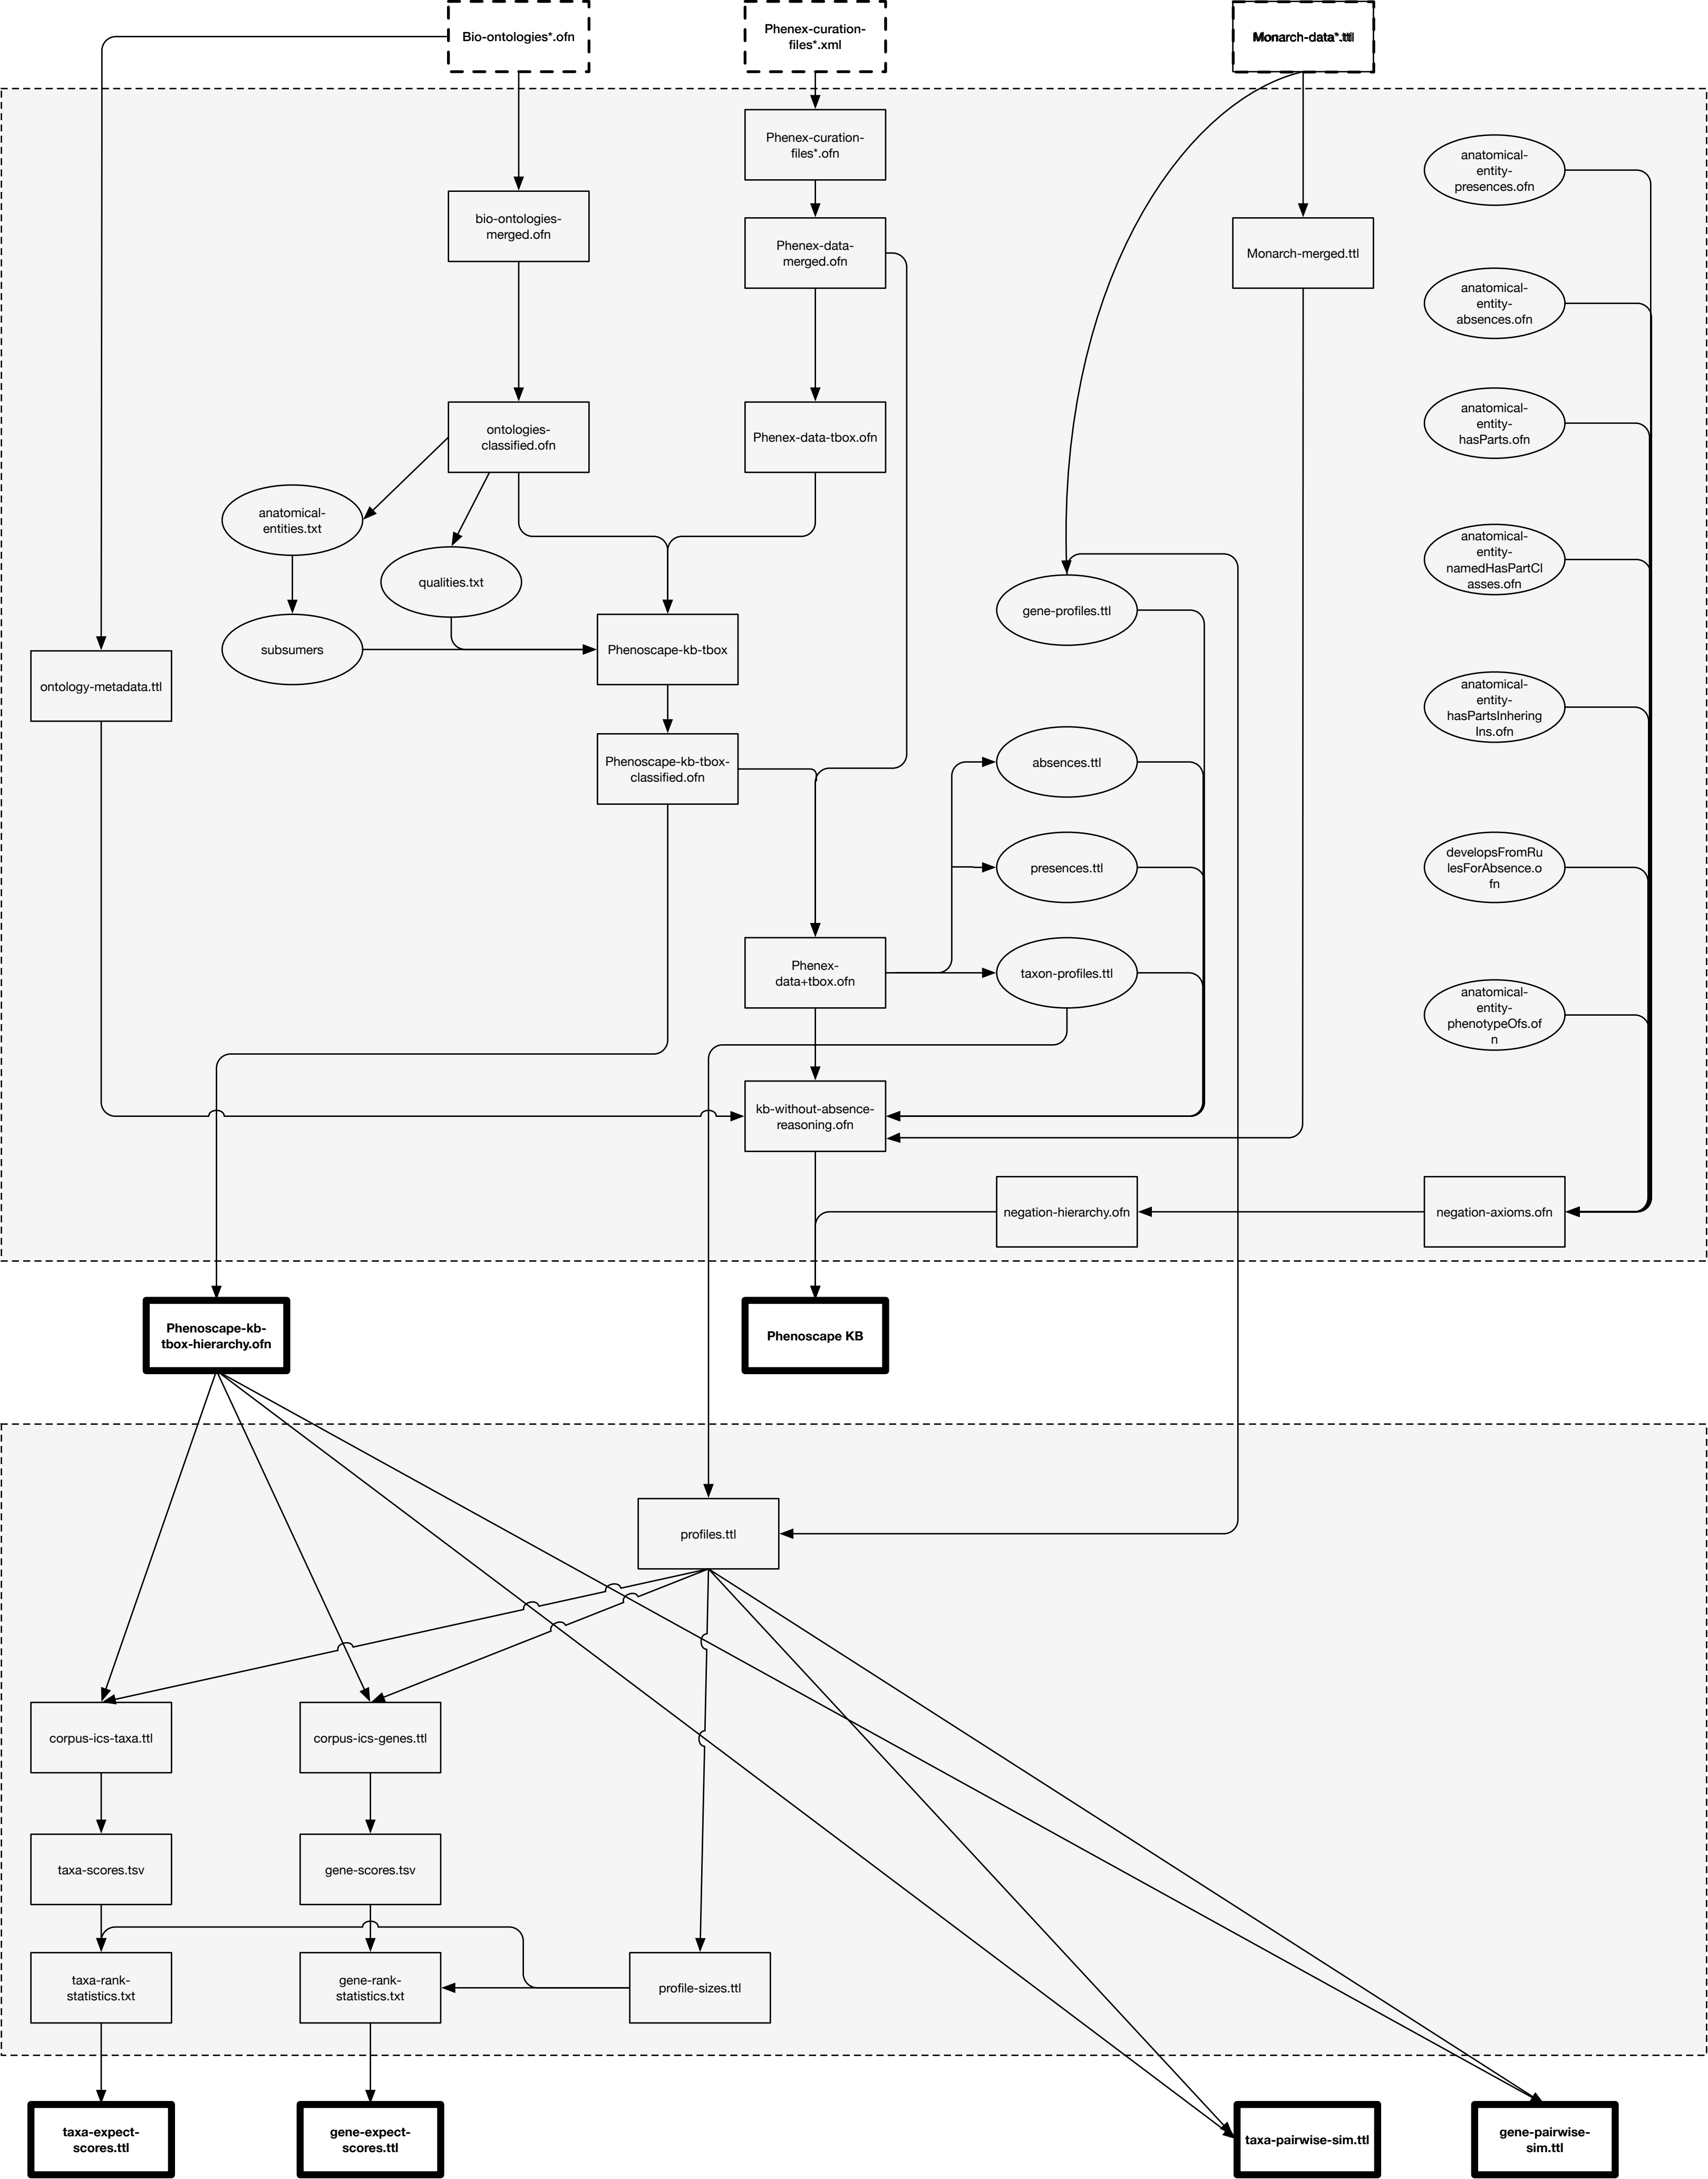 Bio-ontologies*.ofn
Phenex-curation-
files*.xml
Monarch-data*.ttl
Phenex-curation-
files*.ofn
anatomical-
entity-
presences.ofn
bio-ontologies-
merged.ofn
Phenex-data-
merged.ofn
Monarch-merged.ttl
anatomical-
entity-
absences.ofn
ontologies-
classified.ofn
Phenex-data-tbox.ofn
anatomical-
entity-
hasParts.ofn
anatomical-
entities.txt
qualities.txt
anatomical-
entity-
namedHasPartCl
asses.ofn
gene-profiles.ttl
subsumers
Phenoscape-kb-tbox
ontology-metadata.ttl
anatomical-
entity-
hasPartsInhering
Ins.ofn
Phenoscape-kb-tbox-
classified.ofn
absences.ttl
presences.ttl
developsFromRu
lesForAbsence.o
fn
Phenex-
data+tbox.ofn
taxon-profiles.ttl
anatomical-
entity-
phenotypeOfs.of
n
kb-without-absence-
reasoning.ofn
negation-hierarchy.ofn
negation-axioms.ofn
Phenoscape-kb-
tbox-hierarchy.ofn
Phenoscape KB
profiles.ttl
corpus-ics-taxa.ttl
corpus-ics-genes.ttl
taxa-scores.tsv
gene-scores.tsv
taxa-rank-
statistics.txt
gene-rank-
statistics.txt
profile-sizes.ttl
taxa-expect-
scores.ttl
gene-expect-
scores.ttl
taxa-pairwise-sim.ttl
gene-pairwise-
sim.ttl